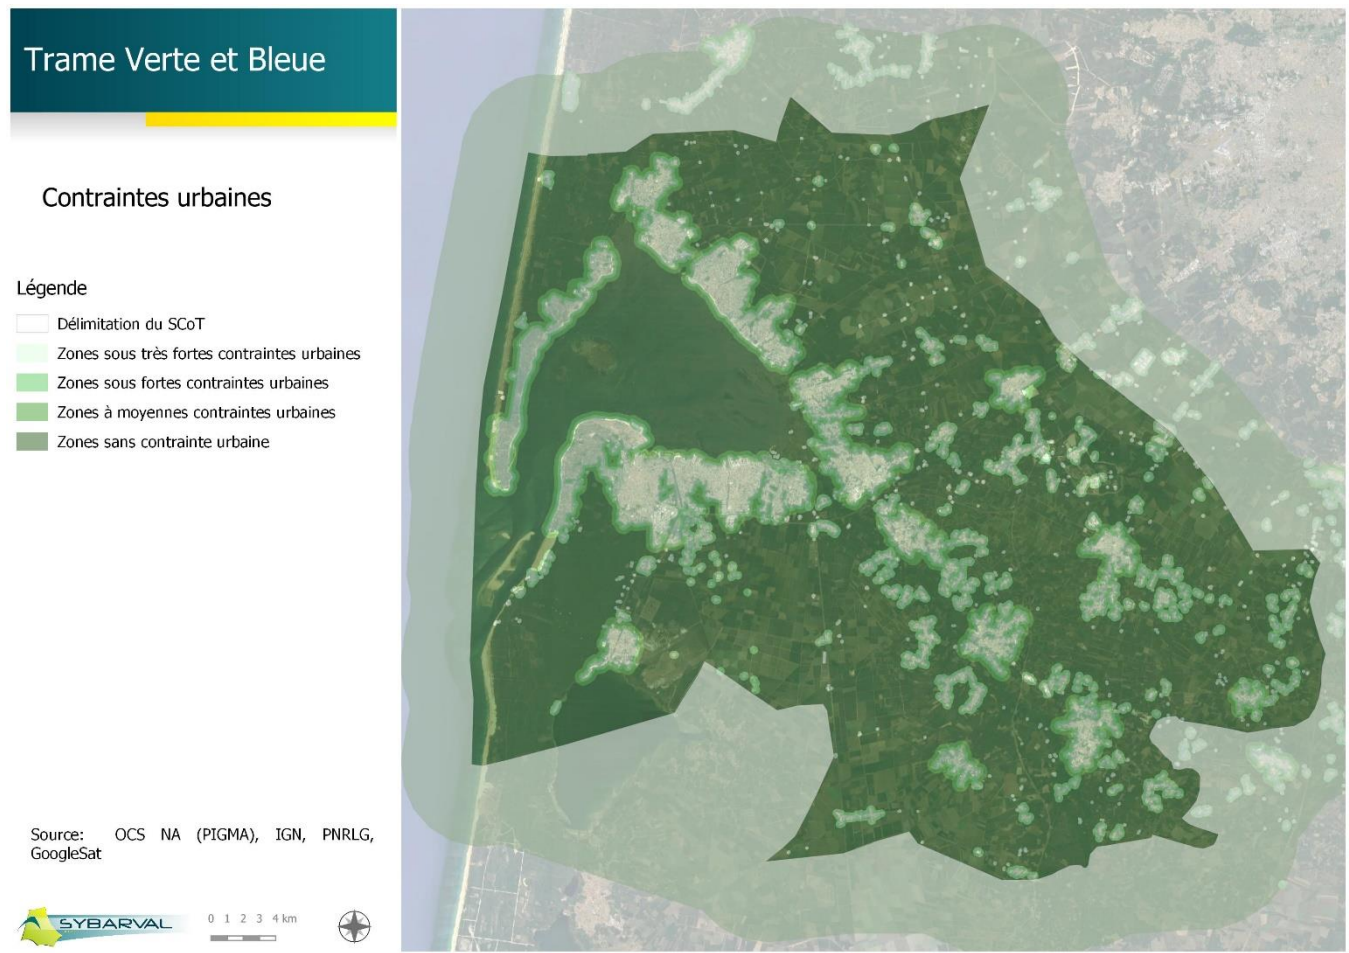 Trame Verte et Bleue
Contraintes urbaines
Légende
Délimitation du SCoT
Zones sous très fortes contraintes urbaines
Zones sous fortes contraintes urbaines
Zones à moyennes contraintes urbaines
Zones sans contrainte urbaine
Source: OCS NA (PIGMA), IGN, PNRLG,
GoogleSat
SYBARVAL
0 1 2 3 4 km